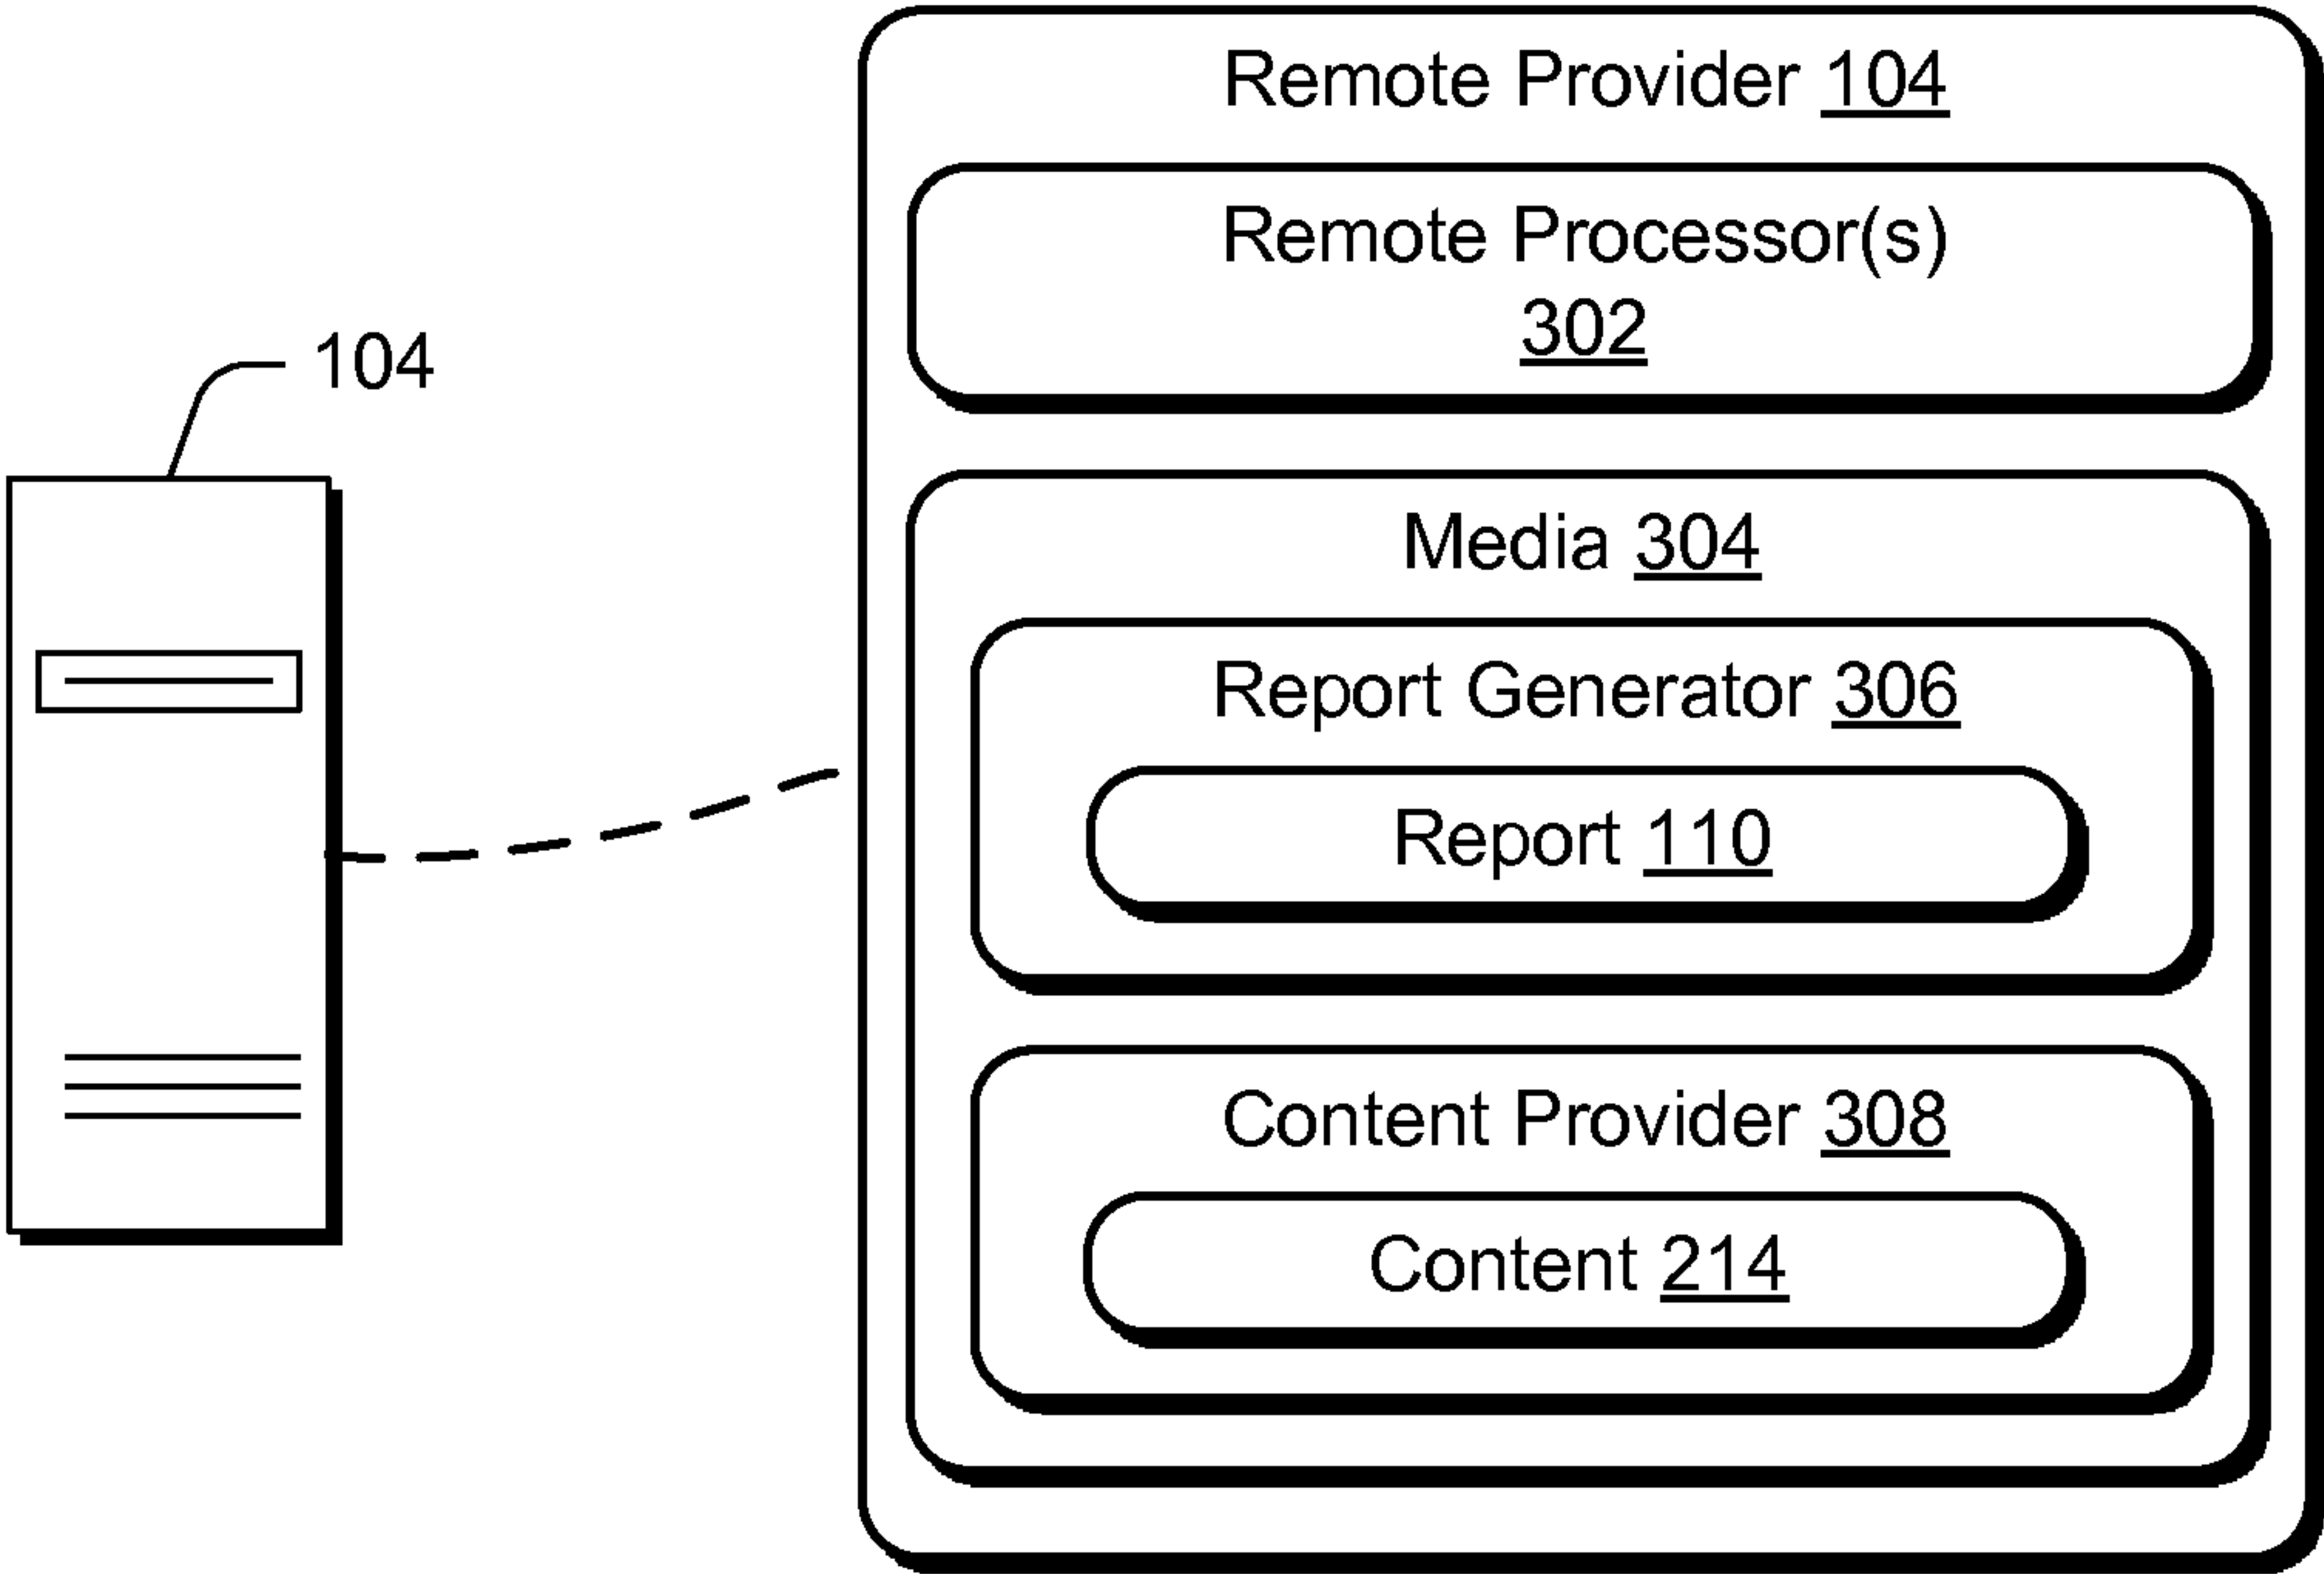 Remote Provider 104
Remote Processor(s)
302
104
Media 304
Report Generator 306
Report 110
Content Provider 308
Content 214